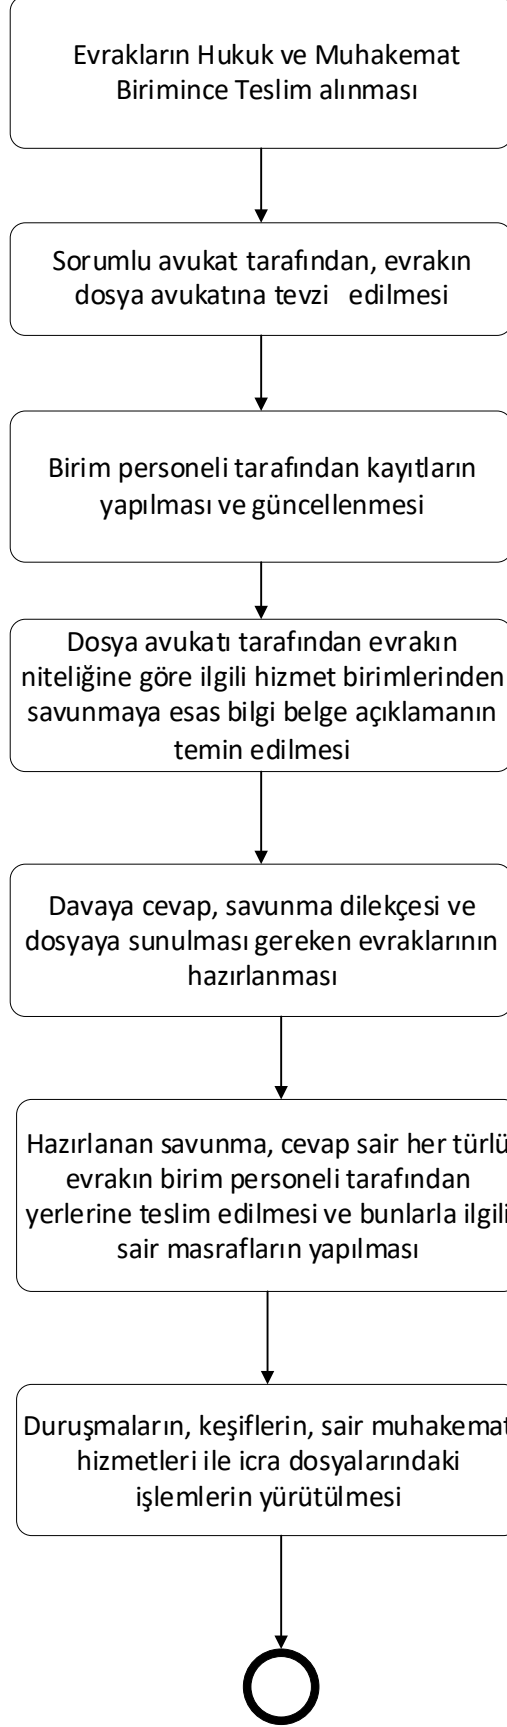 Evrakların Hukuk ve Muhakemat
Birimince Teslim alınması
Sorumlu avukat tarafından, evrakın
dosya avukatına tevzi edilmesi
Birim personeli tarafından kayıtların
yapılması ve güncellenmesi
Dosya avukatı tarafından evrakın
niteliğine göre ilgili hizmet birimlerinden
savunmaya esas bilgi belge açıklamanın
temin edilmesi
Davaya cevap, savunma dilekçesi ve
dosyaya sunulması gereken evraklarının
hazırlanması
Hazırlanan savunma, cevap sair her türlü
evrakın birim personeli tarafından
yerlerine teslim edilmesi ve bunlarla ilgili
sair masrafların yapılması
Duruşmaların, keşiflerin, sair muhakemat
hizmetleri ile icra dosyalarındaki
işlemlerin yürütülmesi